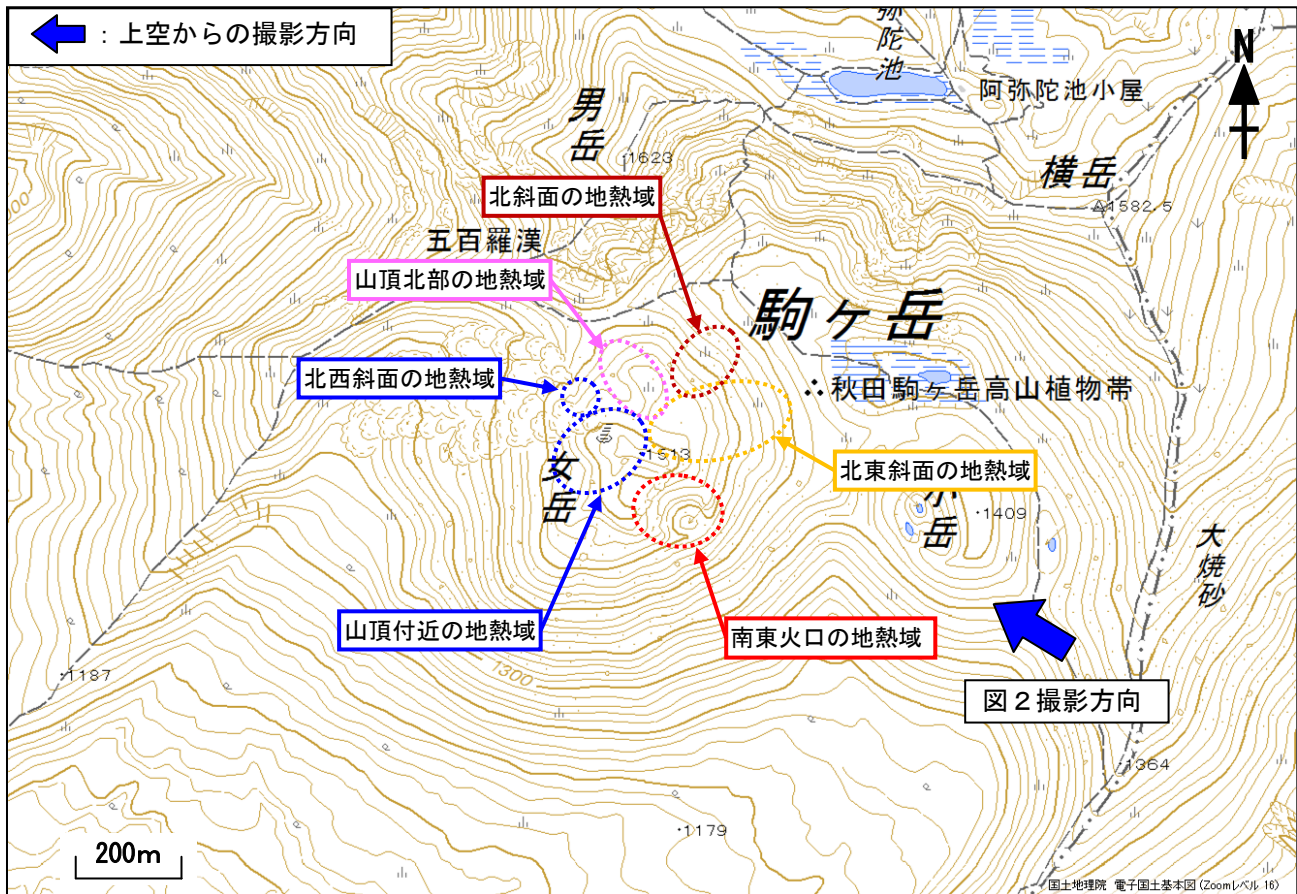 ：上空からの撮影方向
弥陀池
N
阿弥陀池小屋
男岳
1623
横岳
1582.5
北斜面の地熱域
五百羅漢
山頂北部の地熱域
駒ヶ岳
北西斜面の地熱域
秋田駒ヶ岳高山植物帯
1513
女岳
北東斜面の地熱域
小岳
1409
大焼砂
山頂付近の地熱域
南東火口の地熱域
1300
1187
図２撮影方向
1364
1179
200m
国土地理院 電子国土基本図(Zoomレベル 16)